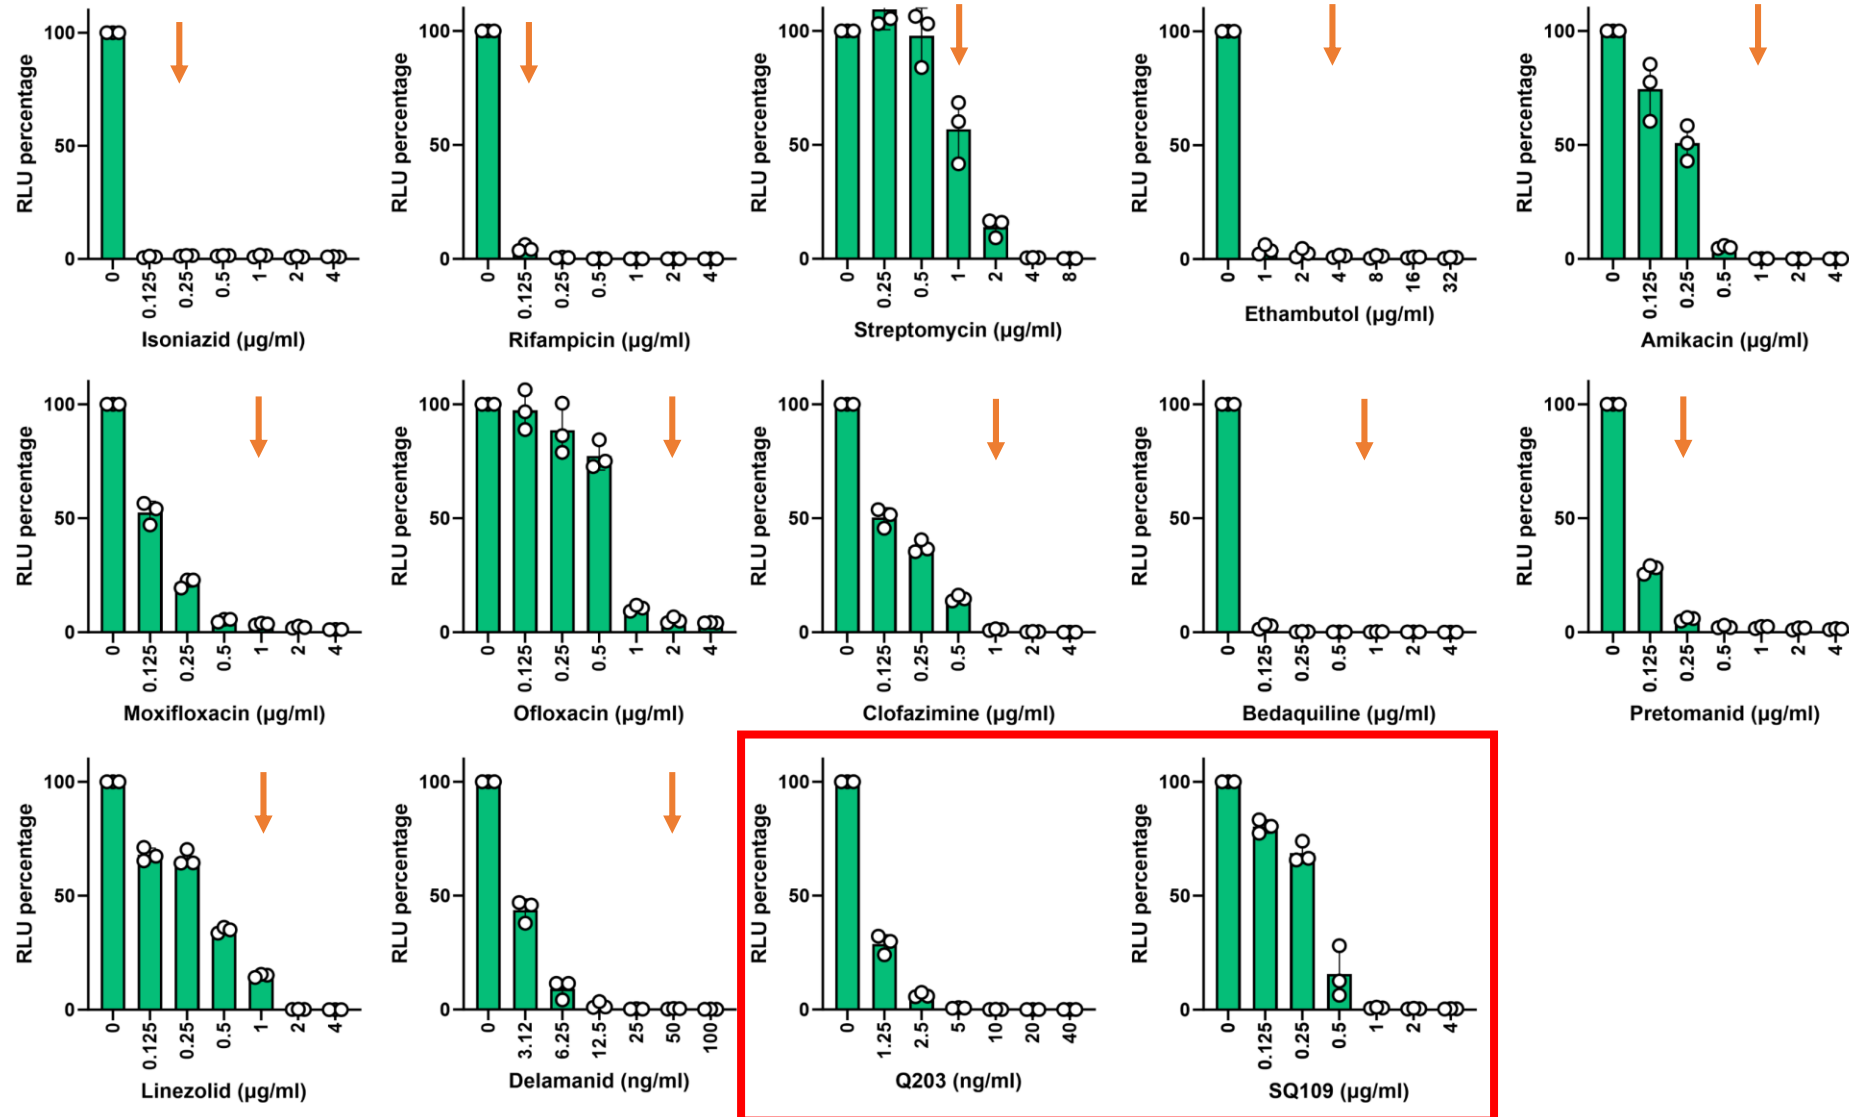 RLU percentage
100
50
0
0 0.125 0.25 0.5 1 2 4
Isoniazid (µg/ml)
RLU percentage
100
50
0
0 0.125 0.25 0.5 1 2 4
Rifampicin (µg/ml)
RLU percentage
100
50
0
0 0.25 0.5 1 2 4 8
Streptomycin (µg/ml)
RLU percentage
100
50
0
0 1 2 4 8 16 32
Ethambutol (µg/ml)
RLU percentage
100
50
0
0 0.125 0.25 0.5 1 2 4
Amikacin (µg/ml)
RLU percentage
100
50
0
0 0.125 0.25 0.5 1 2 4
Moxifloxacin (µg/ml)
RLU percentage
100
50
0
0 0.125 0.25 0.5 1 2 4
Ofloxacin (µg/ml)
RLU percentage
100
50
0
0 0.125 0.25 0.5 1 2 4
Clofazimine (µg/ml)
RLU percentage
100
50
0
0 0.125 0.25 0.5 1 2 4
Bedaquiline (µg/ml)
RLU percentage
100
50
0
0 0.125 0.25 0.5 1 2 4
Pretomanid (µg/ml)
RLU percentage
100
50
0
0 0.125 0.25 0.5 1 2 4
Linezolid (µg/ml)
RLU percentage
100
50
0
0 3.12 6.25 12.5 25 50 100
Delamanid (ng/ml)
RLU percentage
100
50
0
0 1.25 2.5 5 10 20 40
Q203 (ng/ml)
RLU percentage
100
50
0
0 0.125 0.25 0.5 1 2 4
SQ109 (µg/ml)